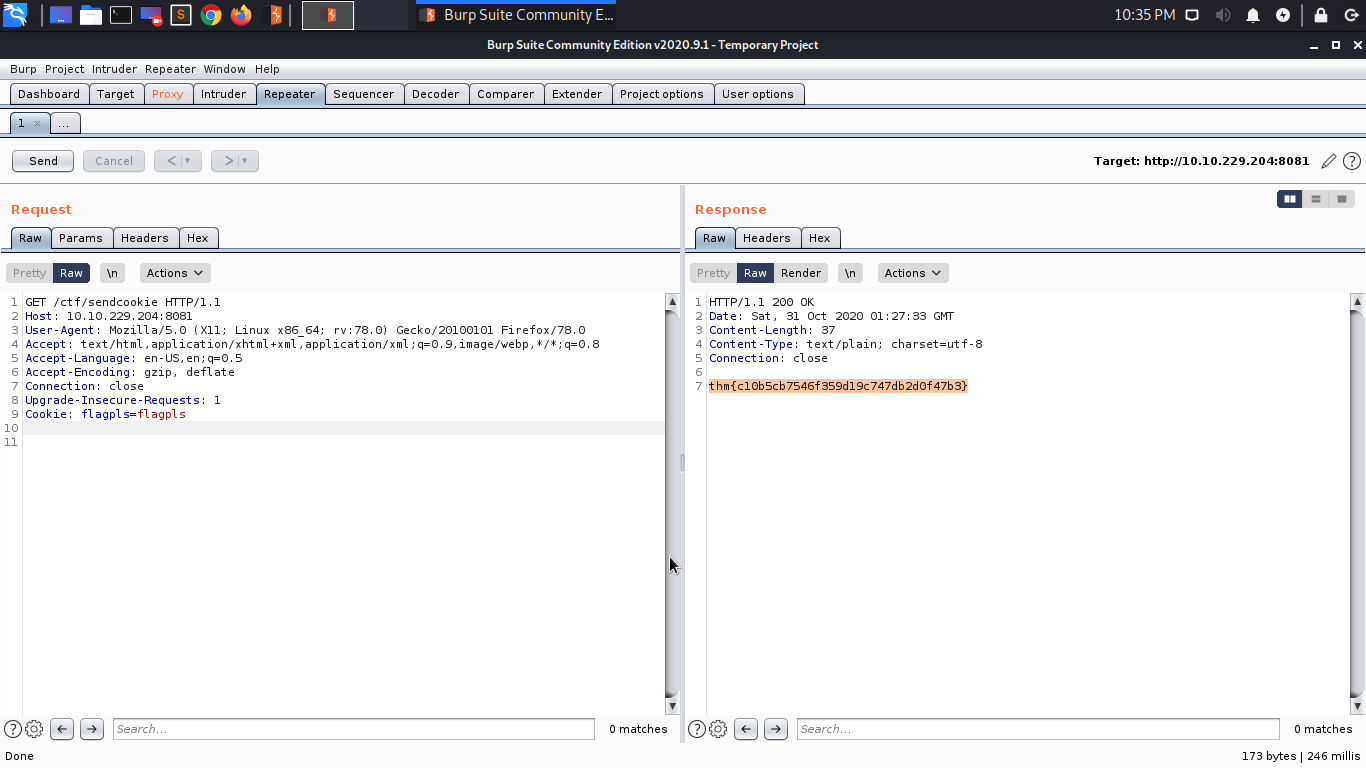 Burp Suite Community E...
10:35 PM
Burp Suite Community Edition v2020.9.1 - Temporary Project
Burp Project Intruder Repeater Window Help
Dashboard Target Proxy Intruder Repeater Sequencer Decoder Comparer Extender Project options User options
1 × ...
Send Cancel < > Target: http://10.10.229.204:8081
Request
Raw Params Headers Hex
Pretty Raw \n Actions
1 GET /ctf/sendcookie HTTP/1.1
2 Host: 10.10.229.204:8081
3 User-Agent: Mozilla/5.0 (X11; Linux x86_64; rv:78.0) Gecko/20100101 Firefox/78.0
4 Accept: text/html,application/xhtml+xml,application/xml;q=0.9,image/webp,*/*;q=0.8
5 Accept-Language: en-US,en;q=0.5
6 Accept-Encoding: gzip, deflate
7 Connection: close
8 Upgrade-Insecure-Requests: 1
9 Cookie: flagpls=flagpls
10
11
Search... 0 matches
Response
Raw Headers Hex
Pretty Raw Render \n Actions
1 HTTP/1.1 200 OK
2 Date: Sat, 31 Oct 2020 01:27:33 GMT
3 Content-Length: 37
4 Content-Type: text/plain; charset=utf-8
5 Connection: close
6
7 thm{c10b5cb7546f359d19c747db2d0f47b3}
Search... 0 matches
Done
173 bytes | 246 millis